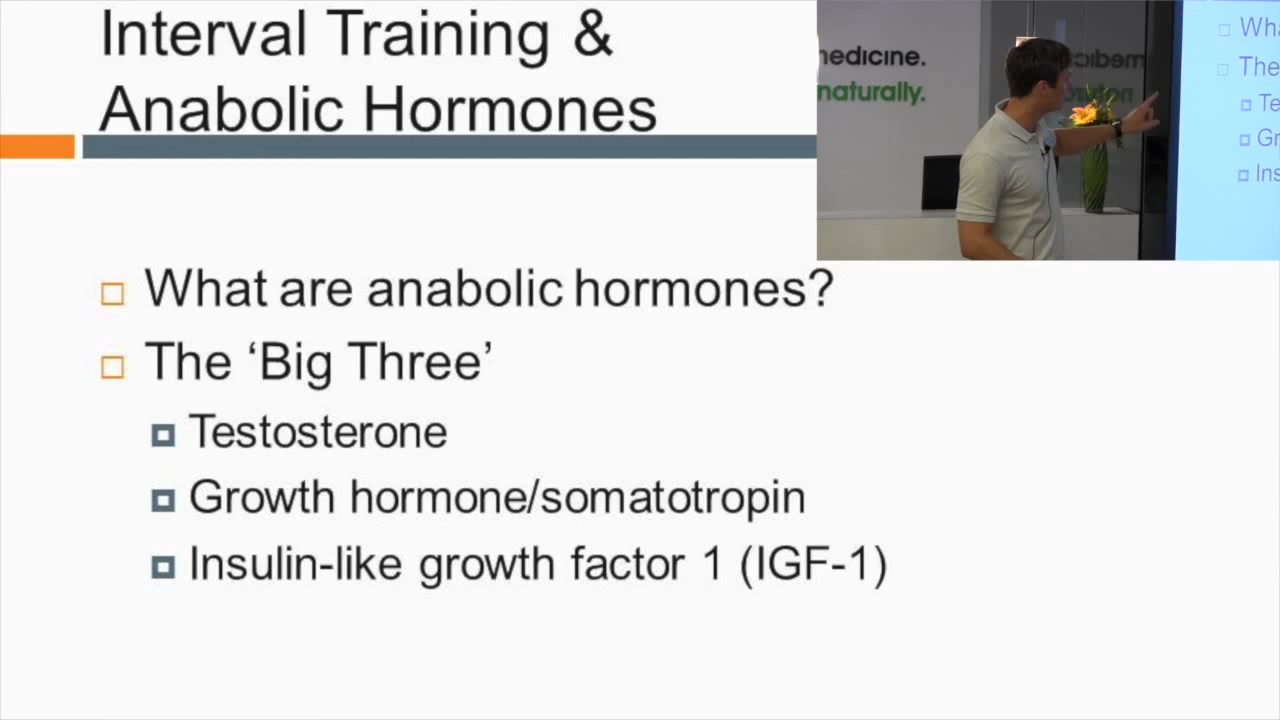 Interval Training &
Anabolic Hormones
What are anabolic hormones?
The ‘Big Three’
Testosterone
Growth hormone/somatotropin
Insulin-like growth factor 1 (IGF-1)
medicine.
naturally.
The